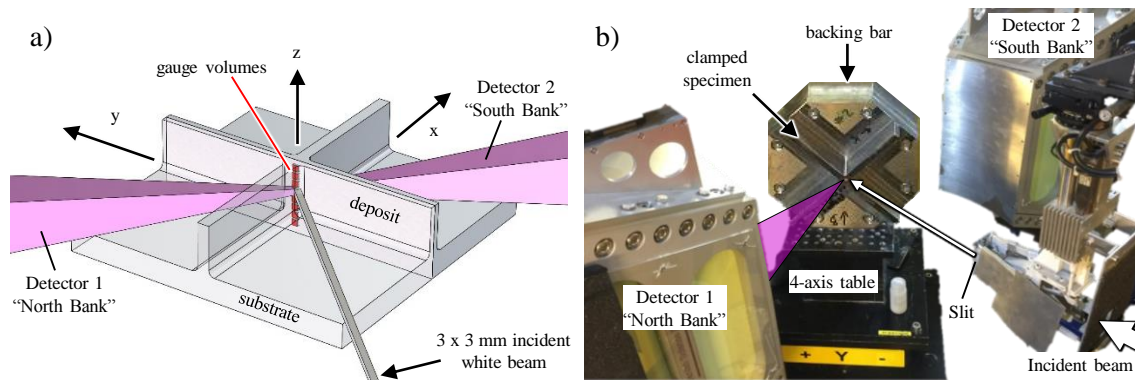 a)
z
gauge volumes
y
x
Detector 2
“South Bank”
deposit
Detector 1
“North Bank”
substrate
3 x 3 mm incident
white beam
b)
backing bar
clamped
specimen
Detector 2
“South Bank”
4-axis table
Detector 1
“North Bank”
Slit
+ Y -
Incident beam